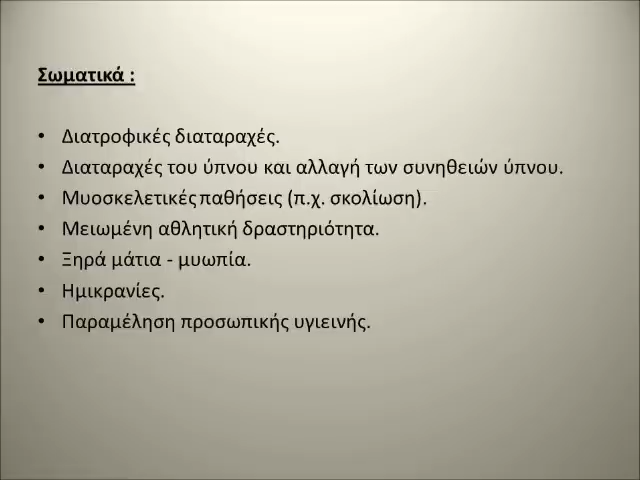 Σωματικά :
• Διατροφικές διαταραχές.
• Διαταραχές του ύπνου και αλλαγή των συνηθειών ύπνου.
• Μυοσκελετικές παθήσεις (π.χ. σκολίωση).
• Μειωμένη αθλητική δραστηριότητα.
• Ξηρά μάτια - μυωπία.
• Ημικρανίες.
• Παραμέληση προσωπικής υγιεινής.